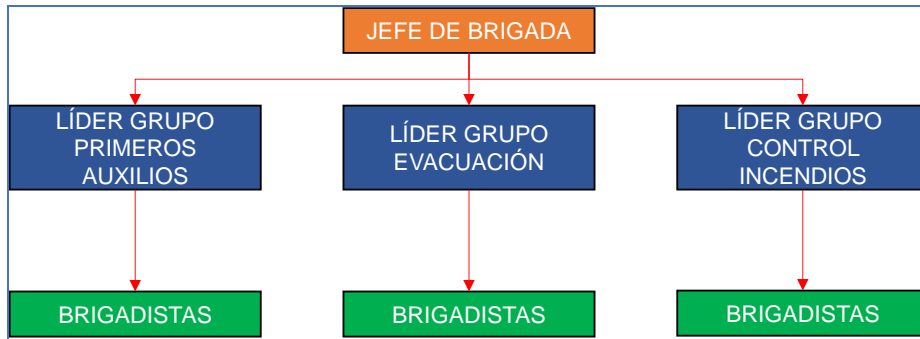 JEFE DE BRIGADA
LÍDER GRUPO
PRIMEROS
AUXILIOS
LÍDER GRUPO
EVACUACIÓN
LÍDER GRUPO
CONTROL
INCENDIOS
BRIGADISTAS
BRIGADISTAS
BRIGADISTAS